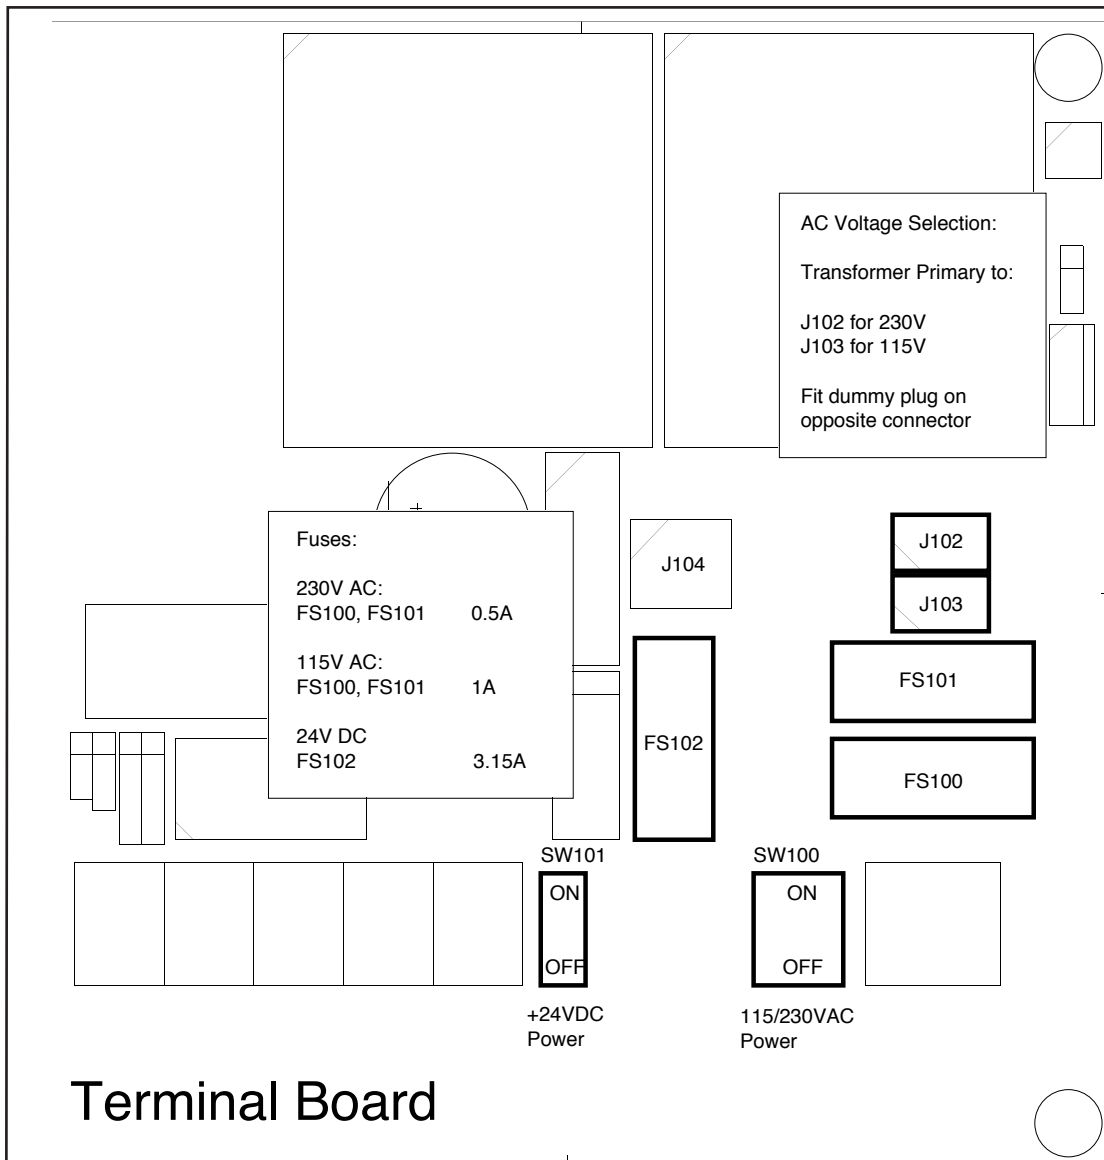 AC Voltage Selection:
Transformer Primary to:
J102 for 230V
J103 for 115V
Fit dummy plug on
opposite connector
Fuses:
230V AC:
FS100, FS101 0.5A
115V AC:
FS100, FS101 1A
24V DC
FS102 3.15A
J104
J102
J103
FS101
FS102
FS100
SW101
ON
OFF
+24VDC
Power
SW100
ON
OFF
115/230VAC
Power
Terminal Board